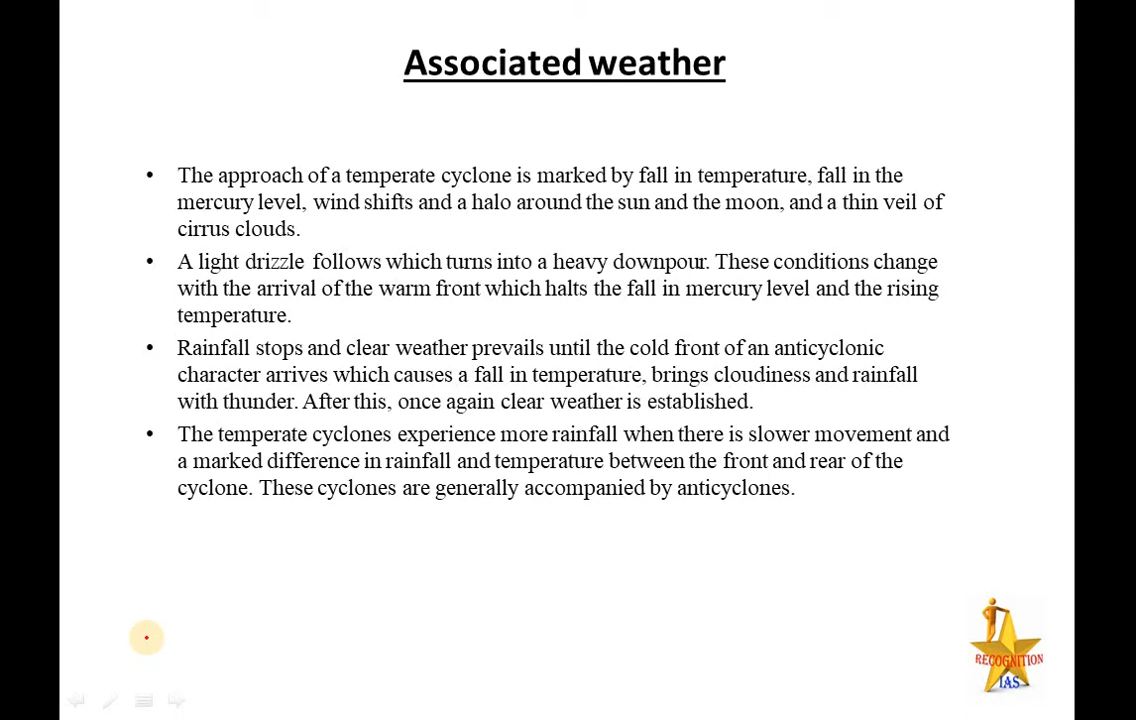 Associated weather
• The approach of a temperate cyclone is marked by fall in temperature, fall in the
mercury level, wind shifts and a halo around the sun and the moon, and a thin veil of
cirrus clouds.
• A light drizzle follows which turns into a heavy downpour. These conditions change
with the arrival of the warm front which halts the fall in mercury level and the rising
temperature.
• Rainfall stops and clear weather prevails until the cold front of an anticyclonic
character arrives which causes a fall in temperature, brings cloudiness and rainfall
with thunder. After this, once again clear weather is established.
• The temperate cyclones experience more rainfall when there is slower movement and
a marked difference in rainfall and temperature between the front and rear of the
cyclone. These cyclones are generally accompanied by anticyclones.
RECOGNITION
IAS